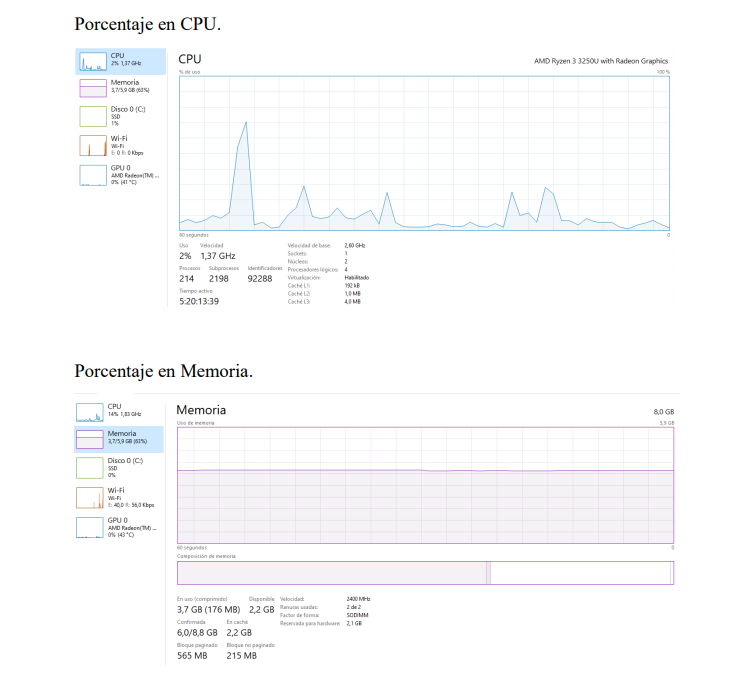 Porcentaje en CPU.
CPU
2% 1,37 GHz
Memoria
3,7/5,9 GB (63%)
Disco 0 (C:)
SSD
1%
Wi-Fi
Wi-Fi
E: 0 R: 0 Kbps
GPU 0
AMD Radeon(TM) ...
0% (41 °C)
CPU
AMD Ryzen 3 3250U with Radeon Graphics
% de uso
100 %
60 segundos
0
Uso Velocidad
2% 1,37 GHz
Procesos Subprocesos Identificadores
214 2198 92288
Tiempo activo
5:20:13:39
Velocidad de base: 2,60 GHz
Sockets: 1
Núcleos: 2
Procesadores lógicos: 4
Virtualización: Habilitado
Caché L1: 192 kB
Caché L2: 1,0 MB
Caché L3: 4,0 MB
Porcentaje en Memoria.
CPU
14% 1,83 GHz
Memoria
3,7/5,9 GB (63%)
Disco 0 (C:)
SSD
0%
Wi-Fi
Wi-Fi
E: 40,0 R: 56,0 Kbps
GPU 0
AMD Radeon(TM) ...
0% (43 °C)
Memoria
8,0 GB
Uso de memoria
5,9 GB
60 segundos
0
Composición de memoria
En uso (comprimido) Disponible
3,7 GB (176 MB) 2,2 GB
Confirmada En caché
6,0/8,8 GB 2,2 GB
Bloque paginado Bloque no paginado
565 MB 215 MB
Velocidad: 2400 MHz
Ranuras usadas: 2 de 2
Factor de forma: SODIMM
Reservada para hardware: 2,1 GB